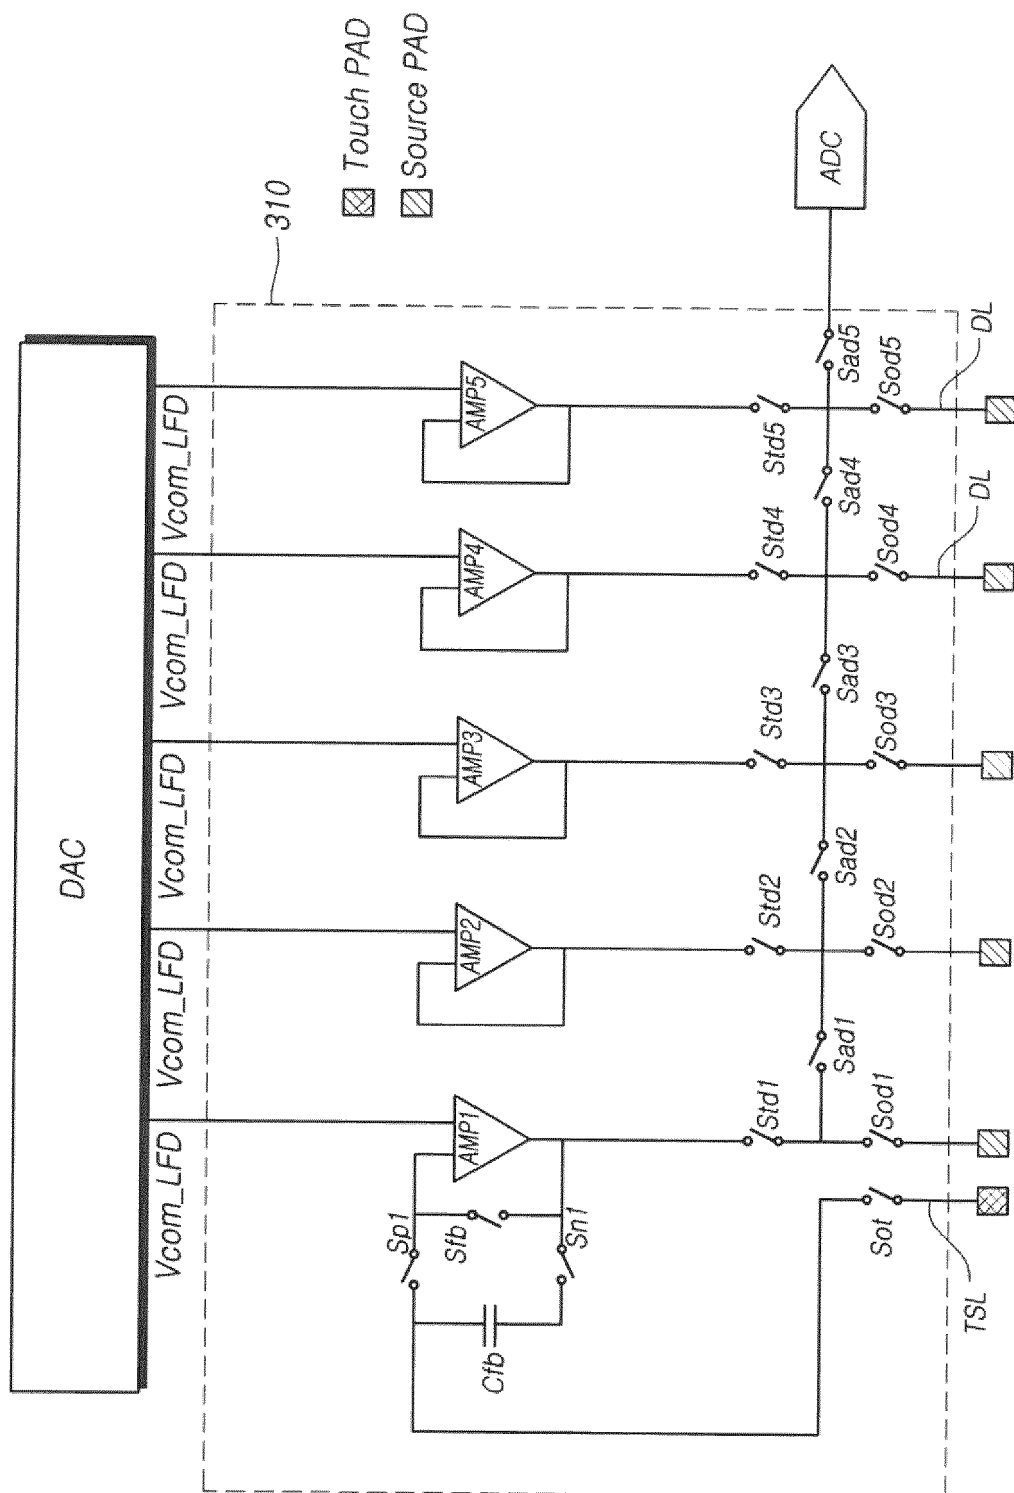 DAC
Touch PAD
Source PAD
310
Vcom_LFD
Vcom_LFD
Vcom_LFD
Vcom_LFD
Vcom_LFD
AMP1
AMP2
AMP3
AMP4
AMP5
Sp1
Sfb
Sn1
Cfb
Std1
Std2
Std3
Std4
Std5
Sad1
Sad2
Sad3
Sad4
Sad5
ADC
Sot
Sod1
Sod2
Sod3
Sod4
Sod5
TSL
DL
DL